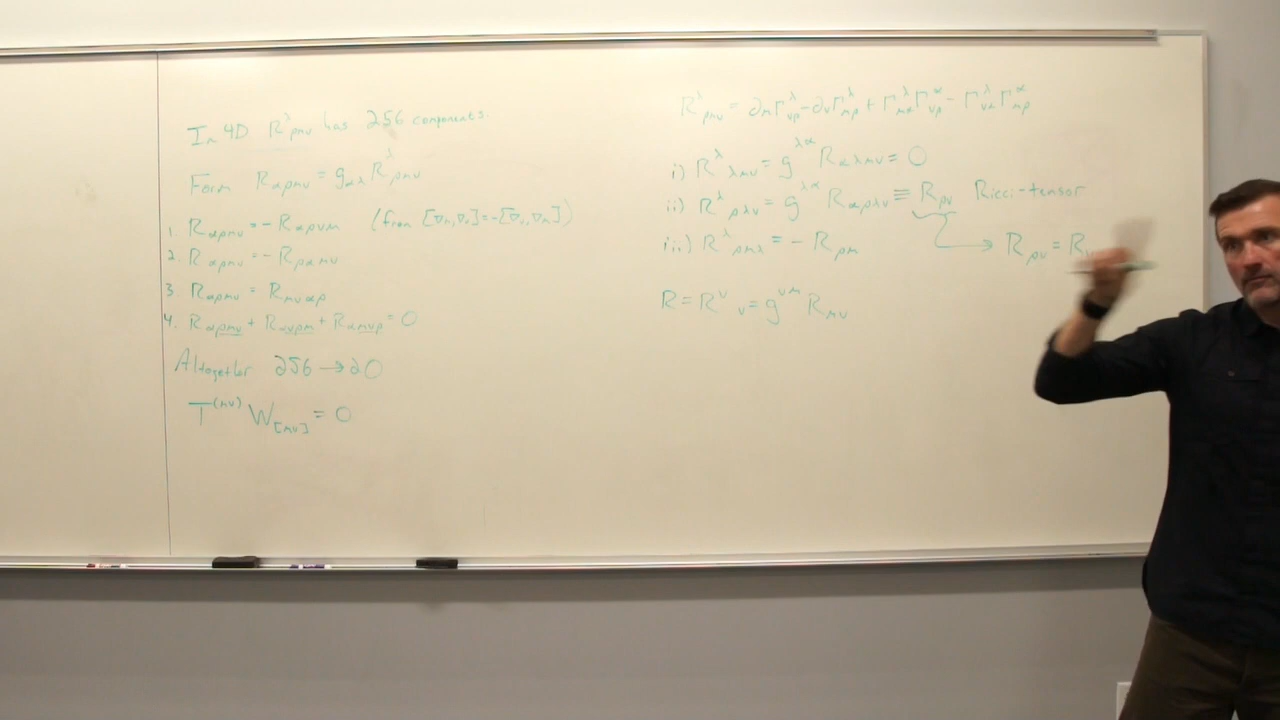 In 4D R^λ_ρμν has 256 components.
Form R_αρμν = g_αλ R^λ_ρμν
1. R_αρμν = - R_αρνμ (from [∇_μ,∇_ν]=-[∇_ν,∇_μ])
2. R_αρμν = - R_ραμν
3. R_αρμν = R_μναρ
4. R_αρμν + R_ανρμ + R_αμνρ = 0
Altogether 256 → 20
T^(μν) W_[μν] = 0
R^λ_ρμν = ∂_μ Γ^λ_νρ - ∂_ν Γ^λ_μρ + Γ^λ_μα Γ^α_νρ - Γ^λ_να Γ^α_μρ
i) R^λ_λμν = g^λα R_αλμν = 0
ii) R^λ_ρλν = g^λα R_αρλν ≡ R_ρν Ricci-tensor
iii) R^λ_ρμλ = - R_ρμ
→ R_ρν = R_ν
R = R^ν_ν = g^νμ R_μν